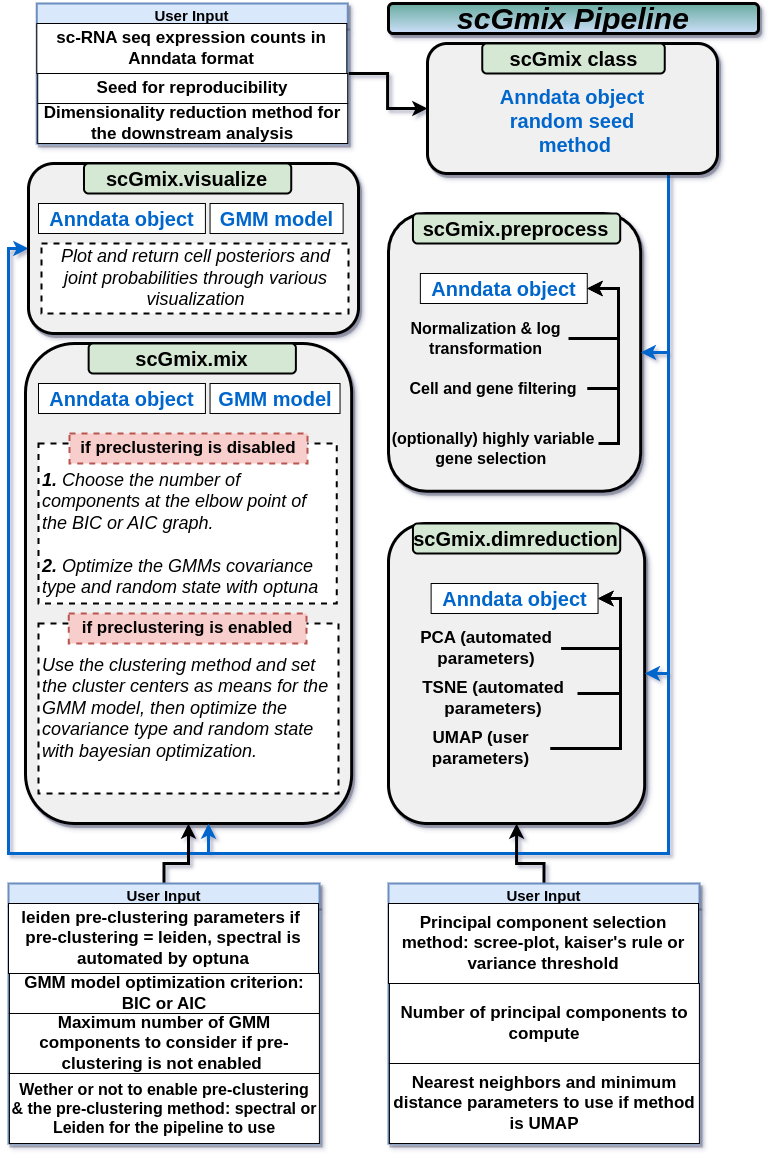 User Input
sc-RNA seq expression counts in
Anndata format
Seed for reproducibility
Dimensionality reduction method for
the downstream analysis
scGmix Pipeline
scGmix class
Anndata object
random seed
method
scGmix.visualize
Anndata object
GMM model
Plot and return cell posteriors and
joint probabilities through various
visualization
scGmix.preprocess
Anndata object
Normalization & log
transformation
Cell and gene filtering
(optionally) highly variable
gene selection
scGmix.mix
Anndata object
GMM model
if preclustering is disabled
1. Choose the number of
components at the elbow point of
the BIC or AIC graph.
2. Optimize the GMMs covariance
type and random state with optuna
if preclustering is enabled
Use the clustering method and set
the cluster centers as means for the
GMM model, then optimize the
covariance type and random state
with bayesian optimization.
scGmix.dimreduction
Anndata object
PCA (automated
parameters)
TSNE (automated
parameters)
UMAP (user
parameters)
User Input
leiden pre-clustering parameters if
pre-clustering = leiden, spectral is
automated by optuna
GMM model optimization criterion:
BIC or AIC
Maximum number of GMM
components to consider if pre-
clustering is not enabled
Wether or not to enable pre-clustering
& the pre-clustering method: spectral or
Leiden for the pipeline to use
User Input
Principal component selection
method: scree-plot, kaiser's rule or
variance threshold
Number of principal components to
compute
Nearest neighbors and minimum
distance parameters to use if method
is UMAP